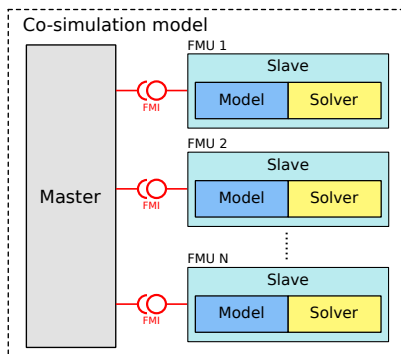 Co-simulation model
FMU 1
Slave
Model Solver
FMI
FMU 2
Slave
Model Solver
Master
FMI
FMU N
Slave
Model Solver
FMI